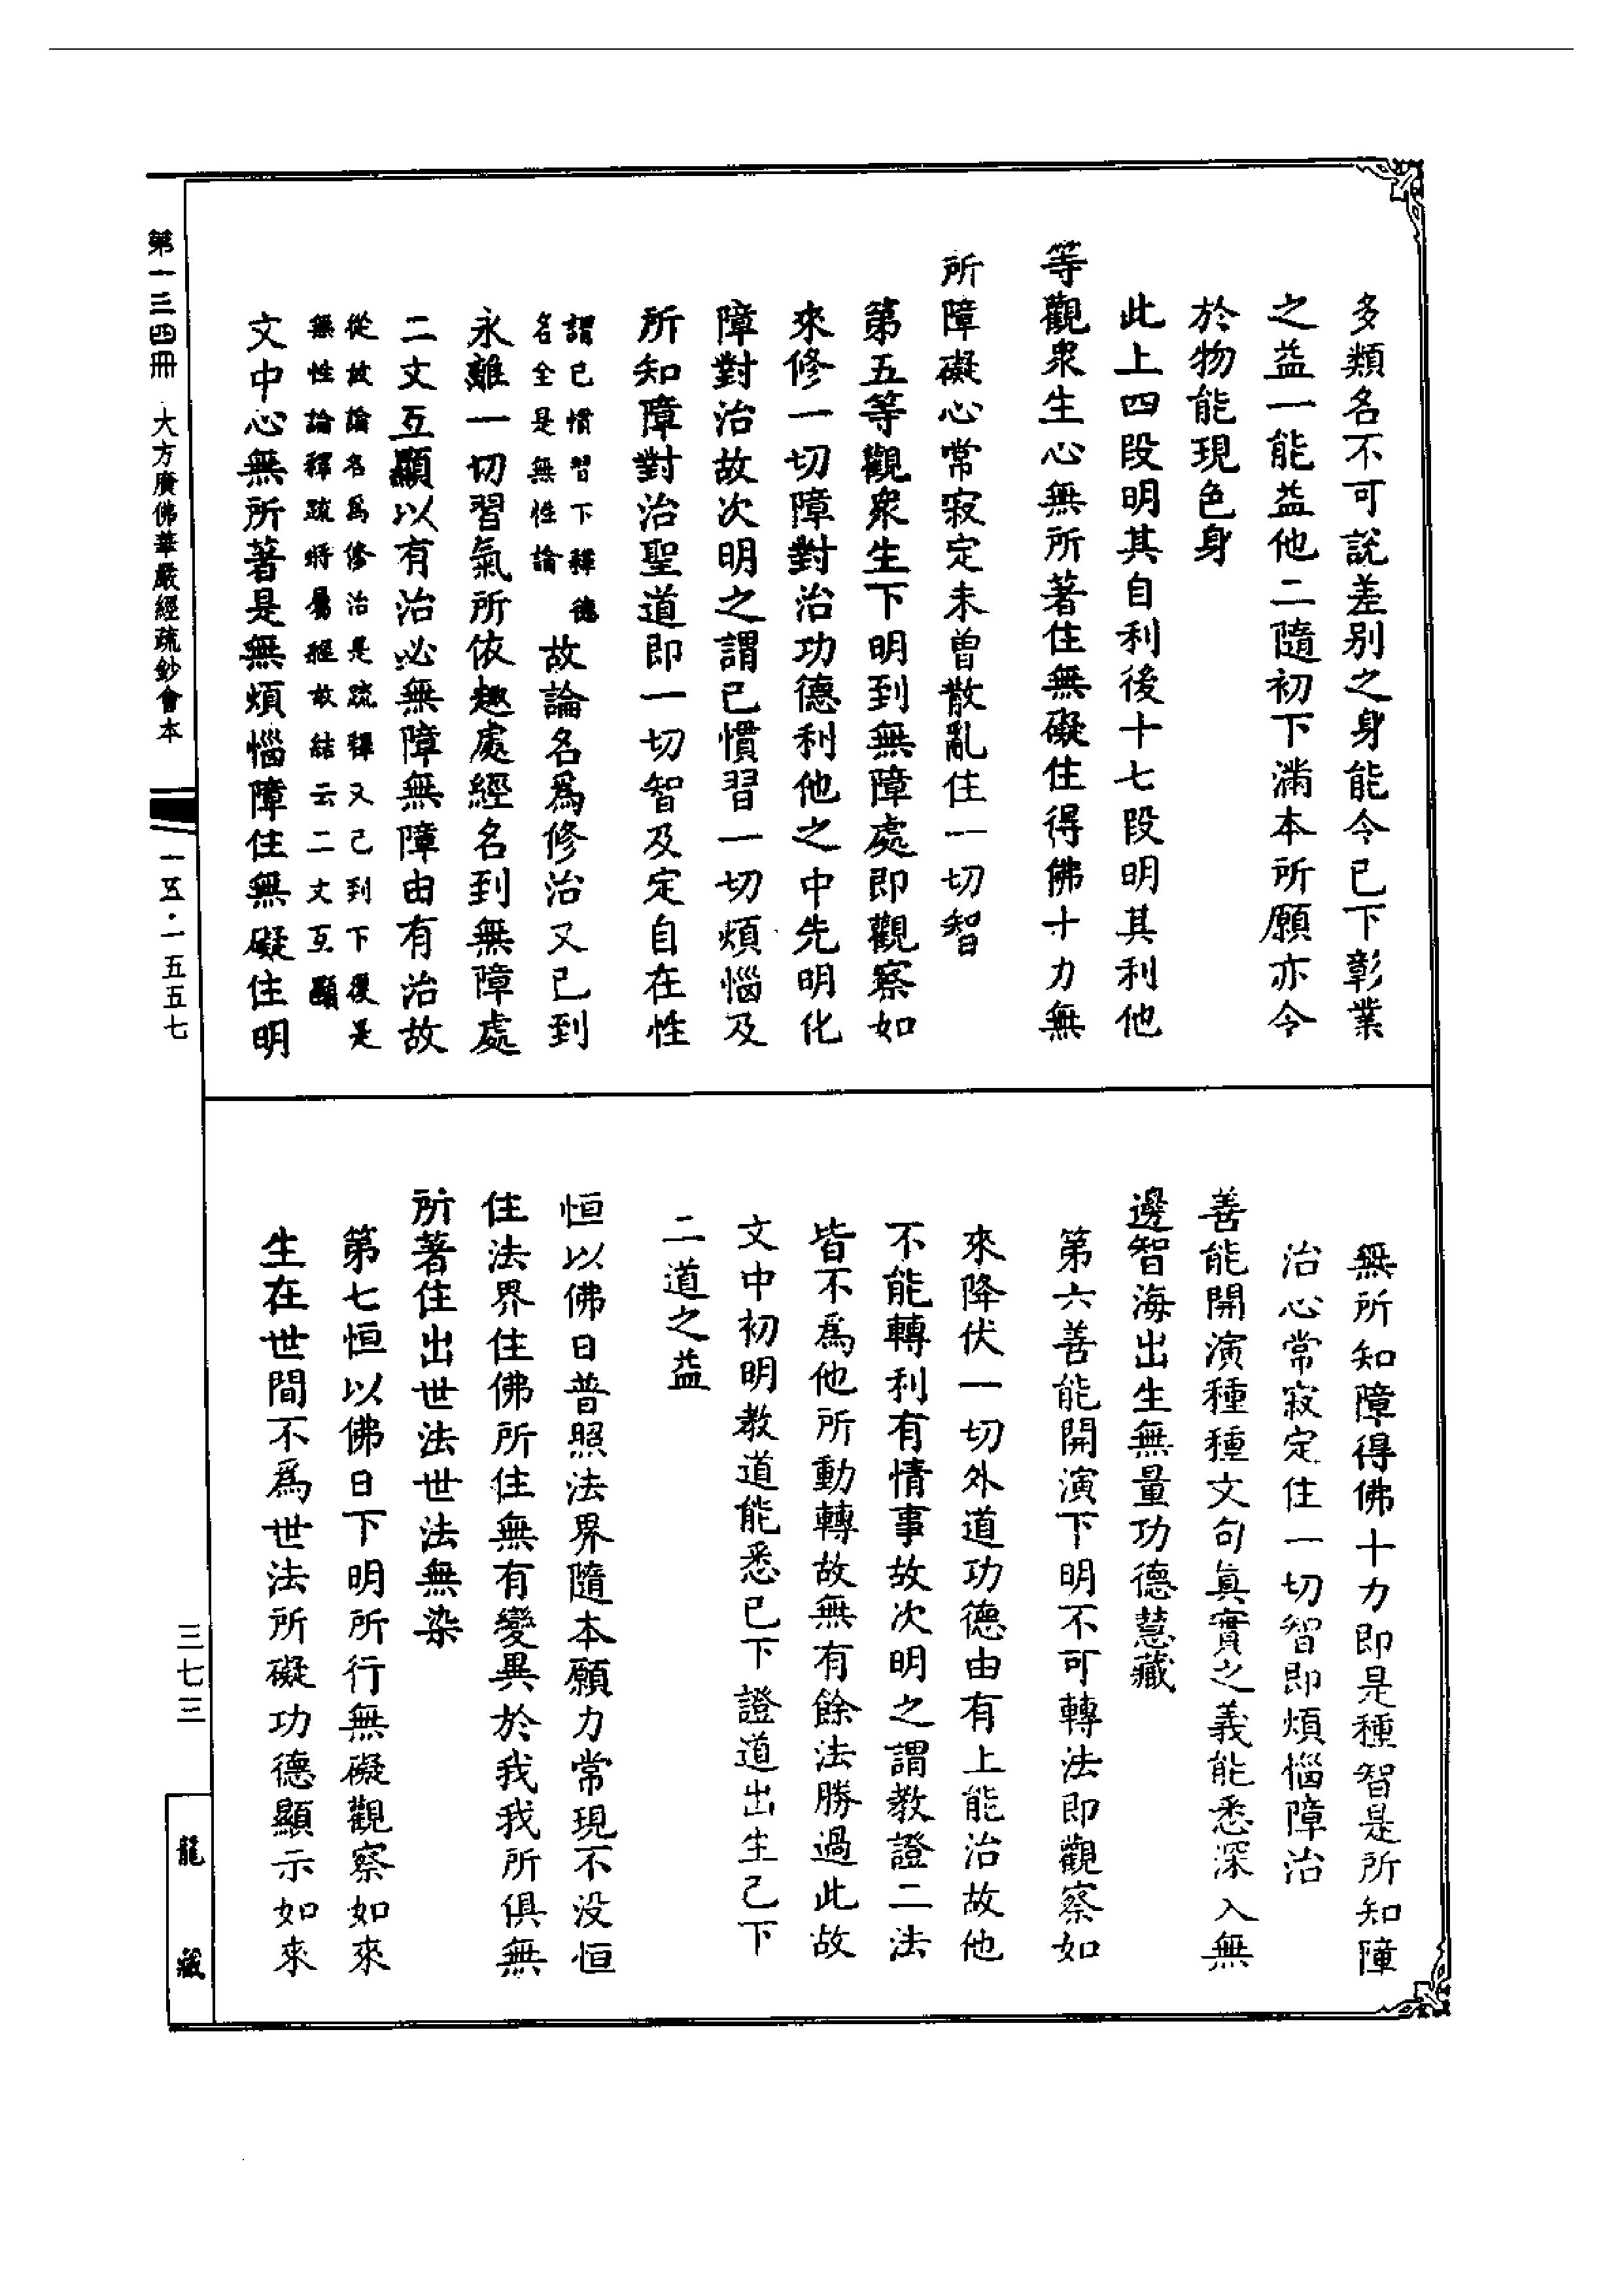 多類名不可說差别之身能令已下彰業
之益一能益他二隨初下滿本所願亦令
於物能現色身
此上四段明其自利後十七段明其利他
等觀衆生心無所著住無礙住得佛十力無
所障礙心常寂定未曾散亂住一切智
第五等觀衆生下明到無障處即觀察如
來修一切障對治功德利他之中先明化
障對治故次明之謂已慣習一切煩惱及
所知障對治聖道即一切智及定自在性
謂已慣習下釋德
名全是無性論
故論名爲修治又已到
永離一切習氣所依趣處經名到無障處
二文互顯以有治必無障無障由有治故
從故論名爲修治是疏釋又已到下復是
無性論釋疏將屬經故結云二文互顯
文中心無所著是無煩惱障住無礙住明
無所知障得佛十力即是種智是所知障
治心常寂定住一切智即煩惱障治
善能開演種種文句眞實之義能悉深入無
邊智海出生無量功德慧藏
第六善能開演下明不可轉法即觀察如
來降伏一切外道功德由有上能治故他
不能轉利有情事故次明之謂教證二法
皆不爲他所動轉故無有餘法勝過此故
文中初明教道能悉已下證道出生已下
二道之益
恒以佛日普照法界隨本願力常現不没恒
住法界住佛所住無有變異於我我所俱無
所著住出世法世法無染
第七恒以佛日下明所行無礙觀察如來
生在世間不爲世法所礙功德顯示如來
第一三四冊 大方廣佛華嚴經疏鈔會本
一五·一五五七
三七三
龍藏